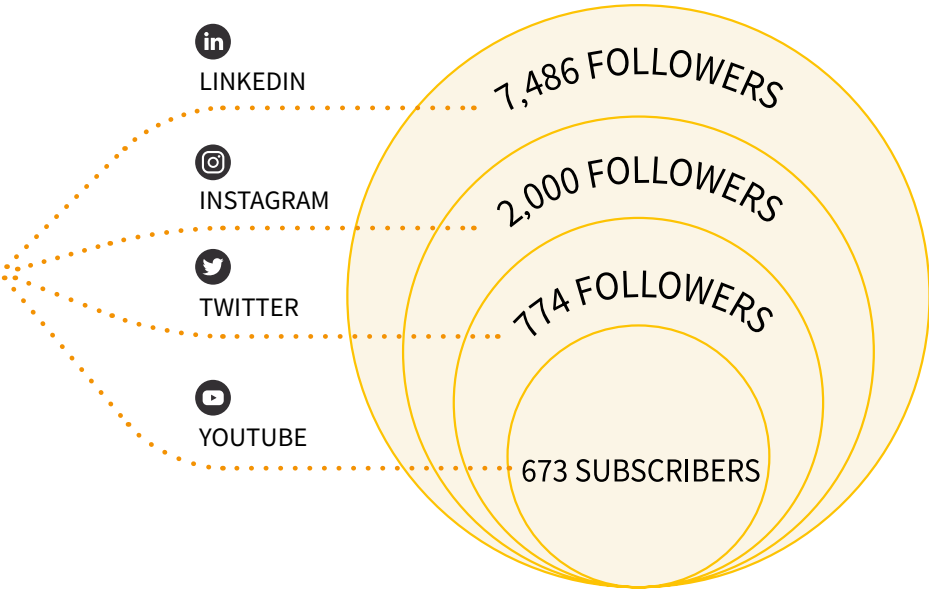 LINKEDIN
7,486 FOLLOWERS
INSTAGRAM
2,000 FOLLOWERS
TWITTER
774 FOLLOWERS
YOUTUBE
673 SUBSCRIBERS